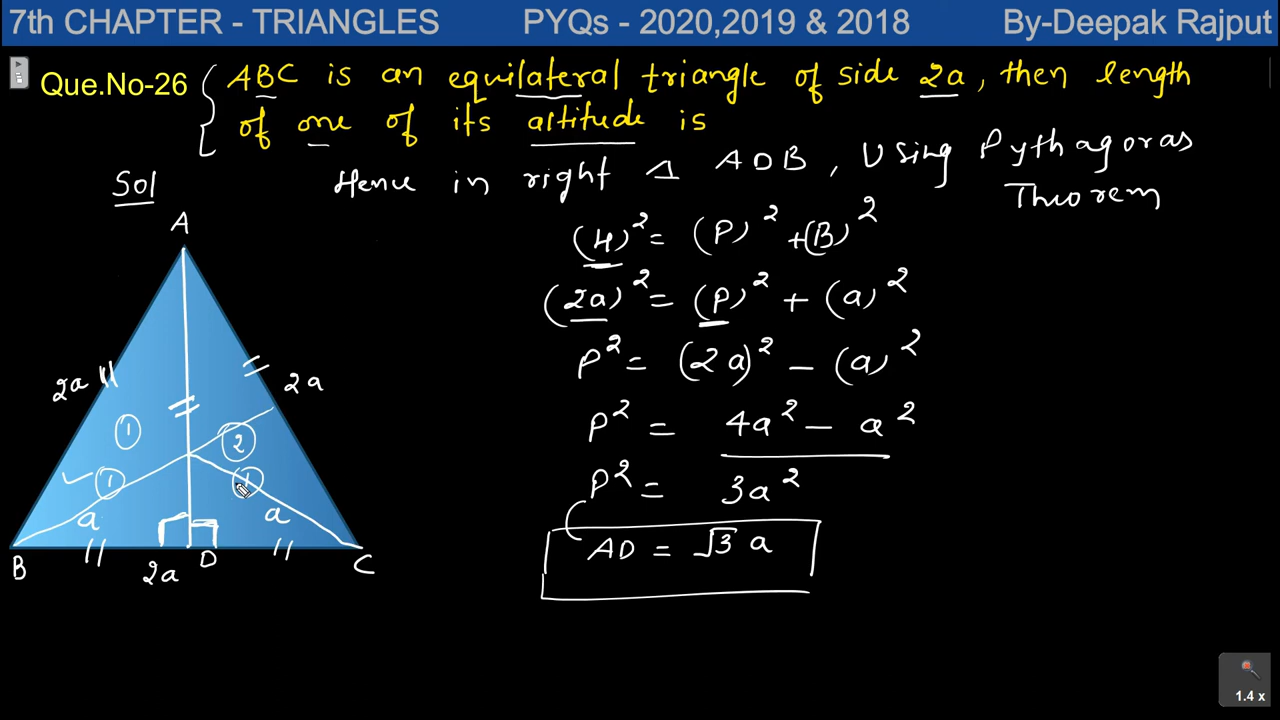 7th CHAPTER - TRIANGLES PYQs - 2020,2019 & 2018 By-Deepak Rajput
Que.No-26 ABC is an equilateral triangle of side 2a, then length
of one of its altitude is
Sol
Hence in right △ ADB, Using Pythagoras
Theorem
(H)² = (P)² + (B)²
(2a)² = (P)² + (a)²
P² = (2a)² - (a)²
P² = 4a² - a²
P² = 3a²
AD = √3 a
A
2a
2a
1
2
1
1
a
a
B
2a
D
C
1.4 x